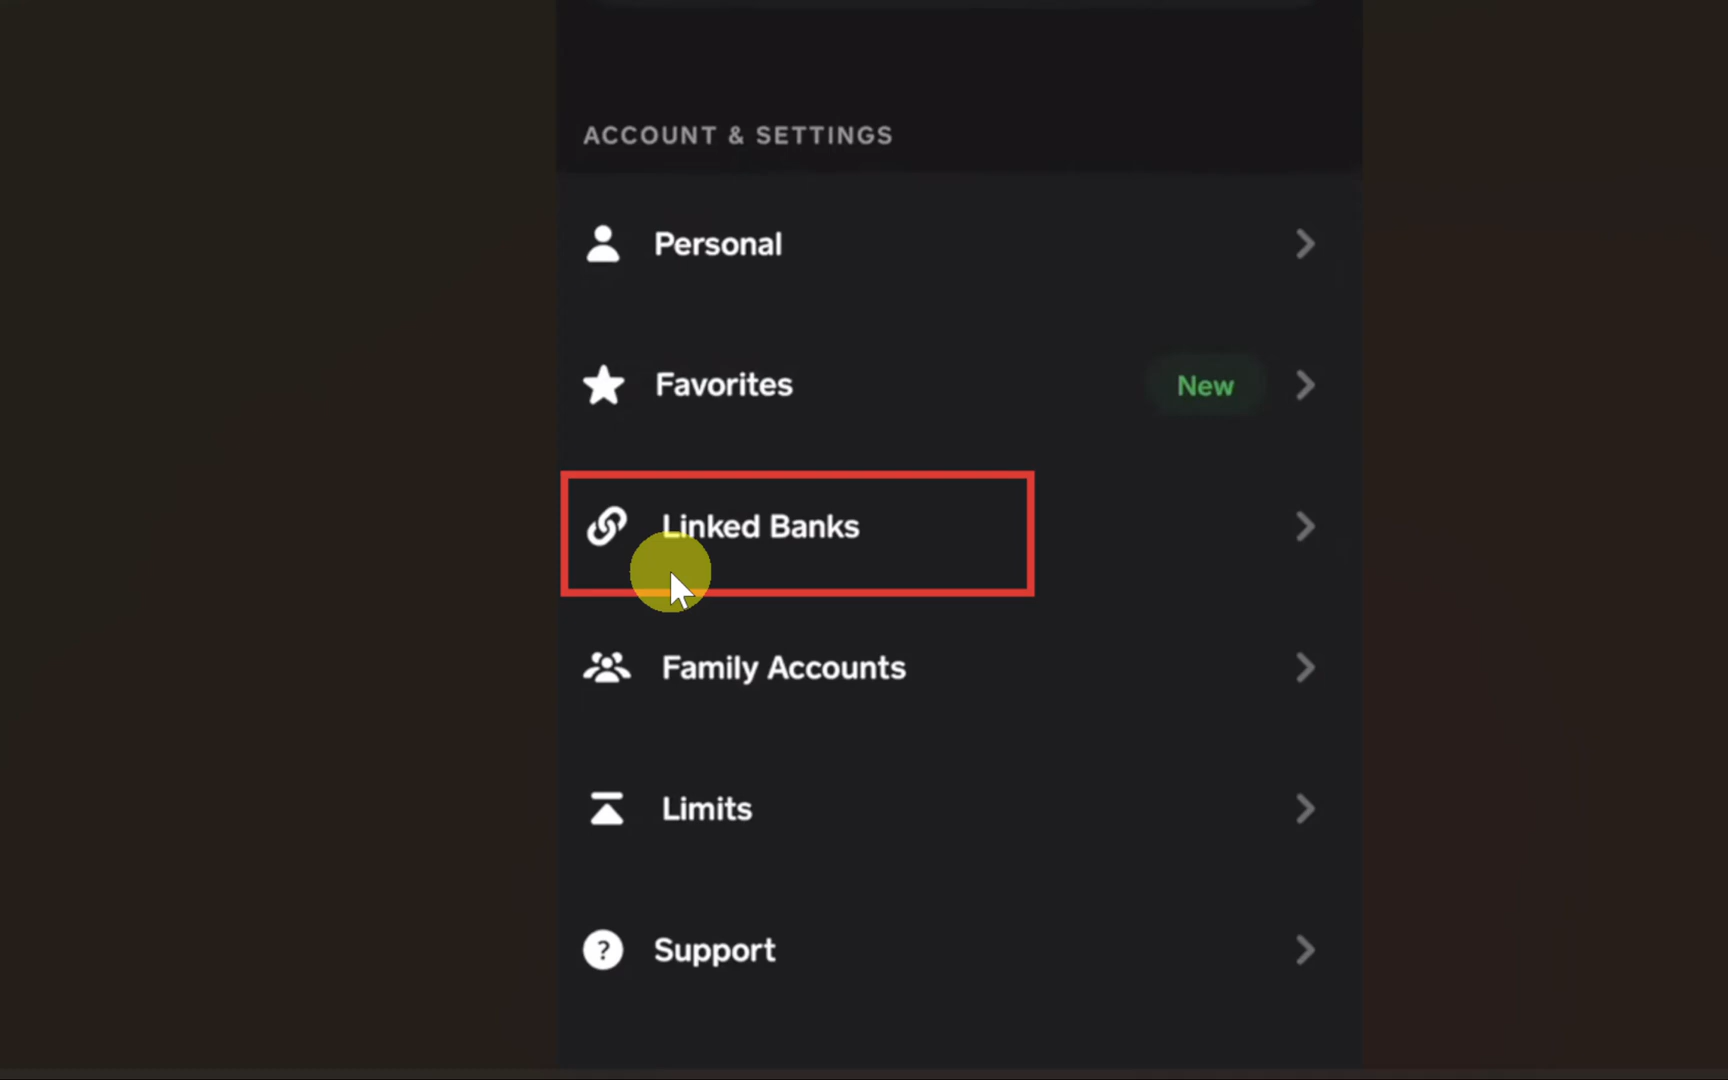 ACCOUNT & SETTINGS
Personal
Favorites
New
Linked Banks
Family Accounts
Limits
?
Support